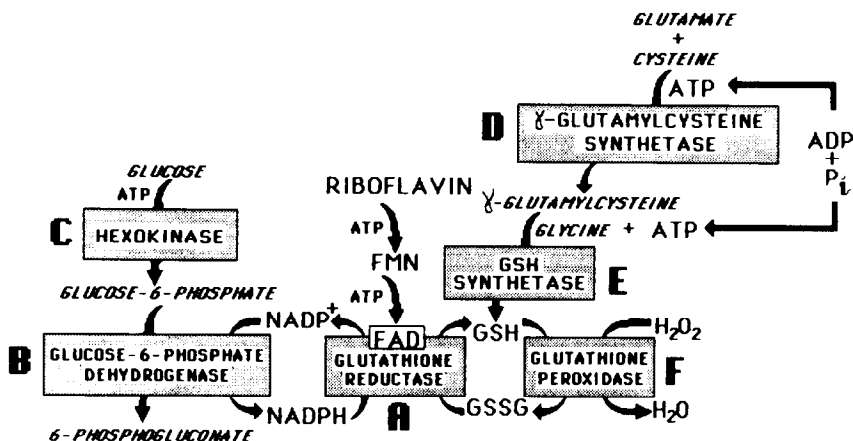 GLUTAMATE
+
CYSTEINE
ATP
D
γ-GLUTAMYLCYSTEINE
SYNTHETASE
ADP
+
Pi
GLUCOSE
ATP
RIBOFLAVIN
γ-GLUTAMYLCYSTEINE
GLYCINE + ATP
C
HEXOKINASE
ATP
FMN
GSH
SYNTHETASE
E
GLUCOSE-6-PHOSPHATE
ATP
NADP+
FAD
GSH
H2O2
B
GLUCOSE-6-PHOSPHATE
DEHYDROGENASE
GLUTATHIONE
REDUCTASE
GLUTATHIONE
PEROXIDASE
F
NADPH
A
GSSG
H2O
6-PHOSPHOGLUCONATE